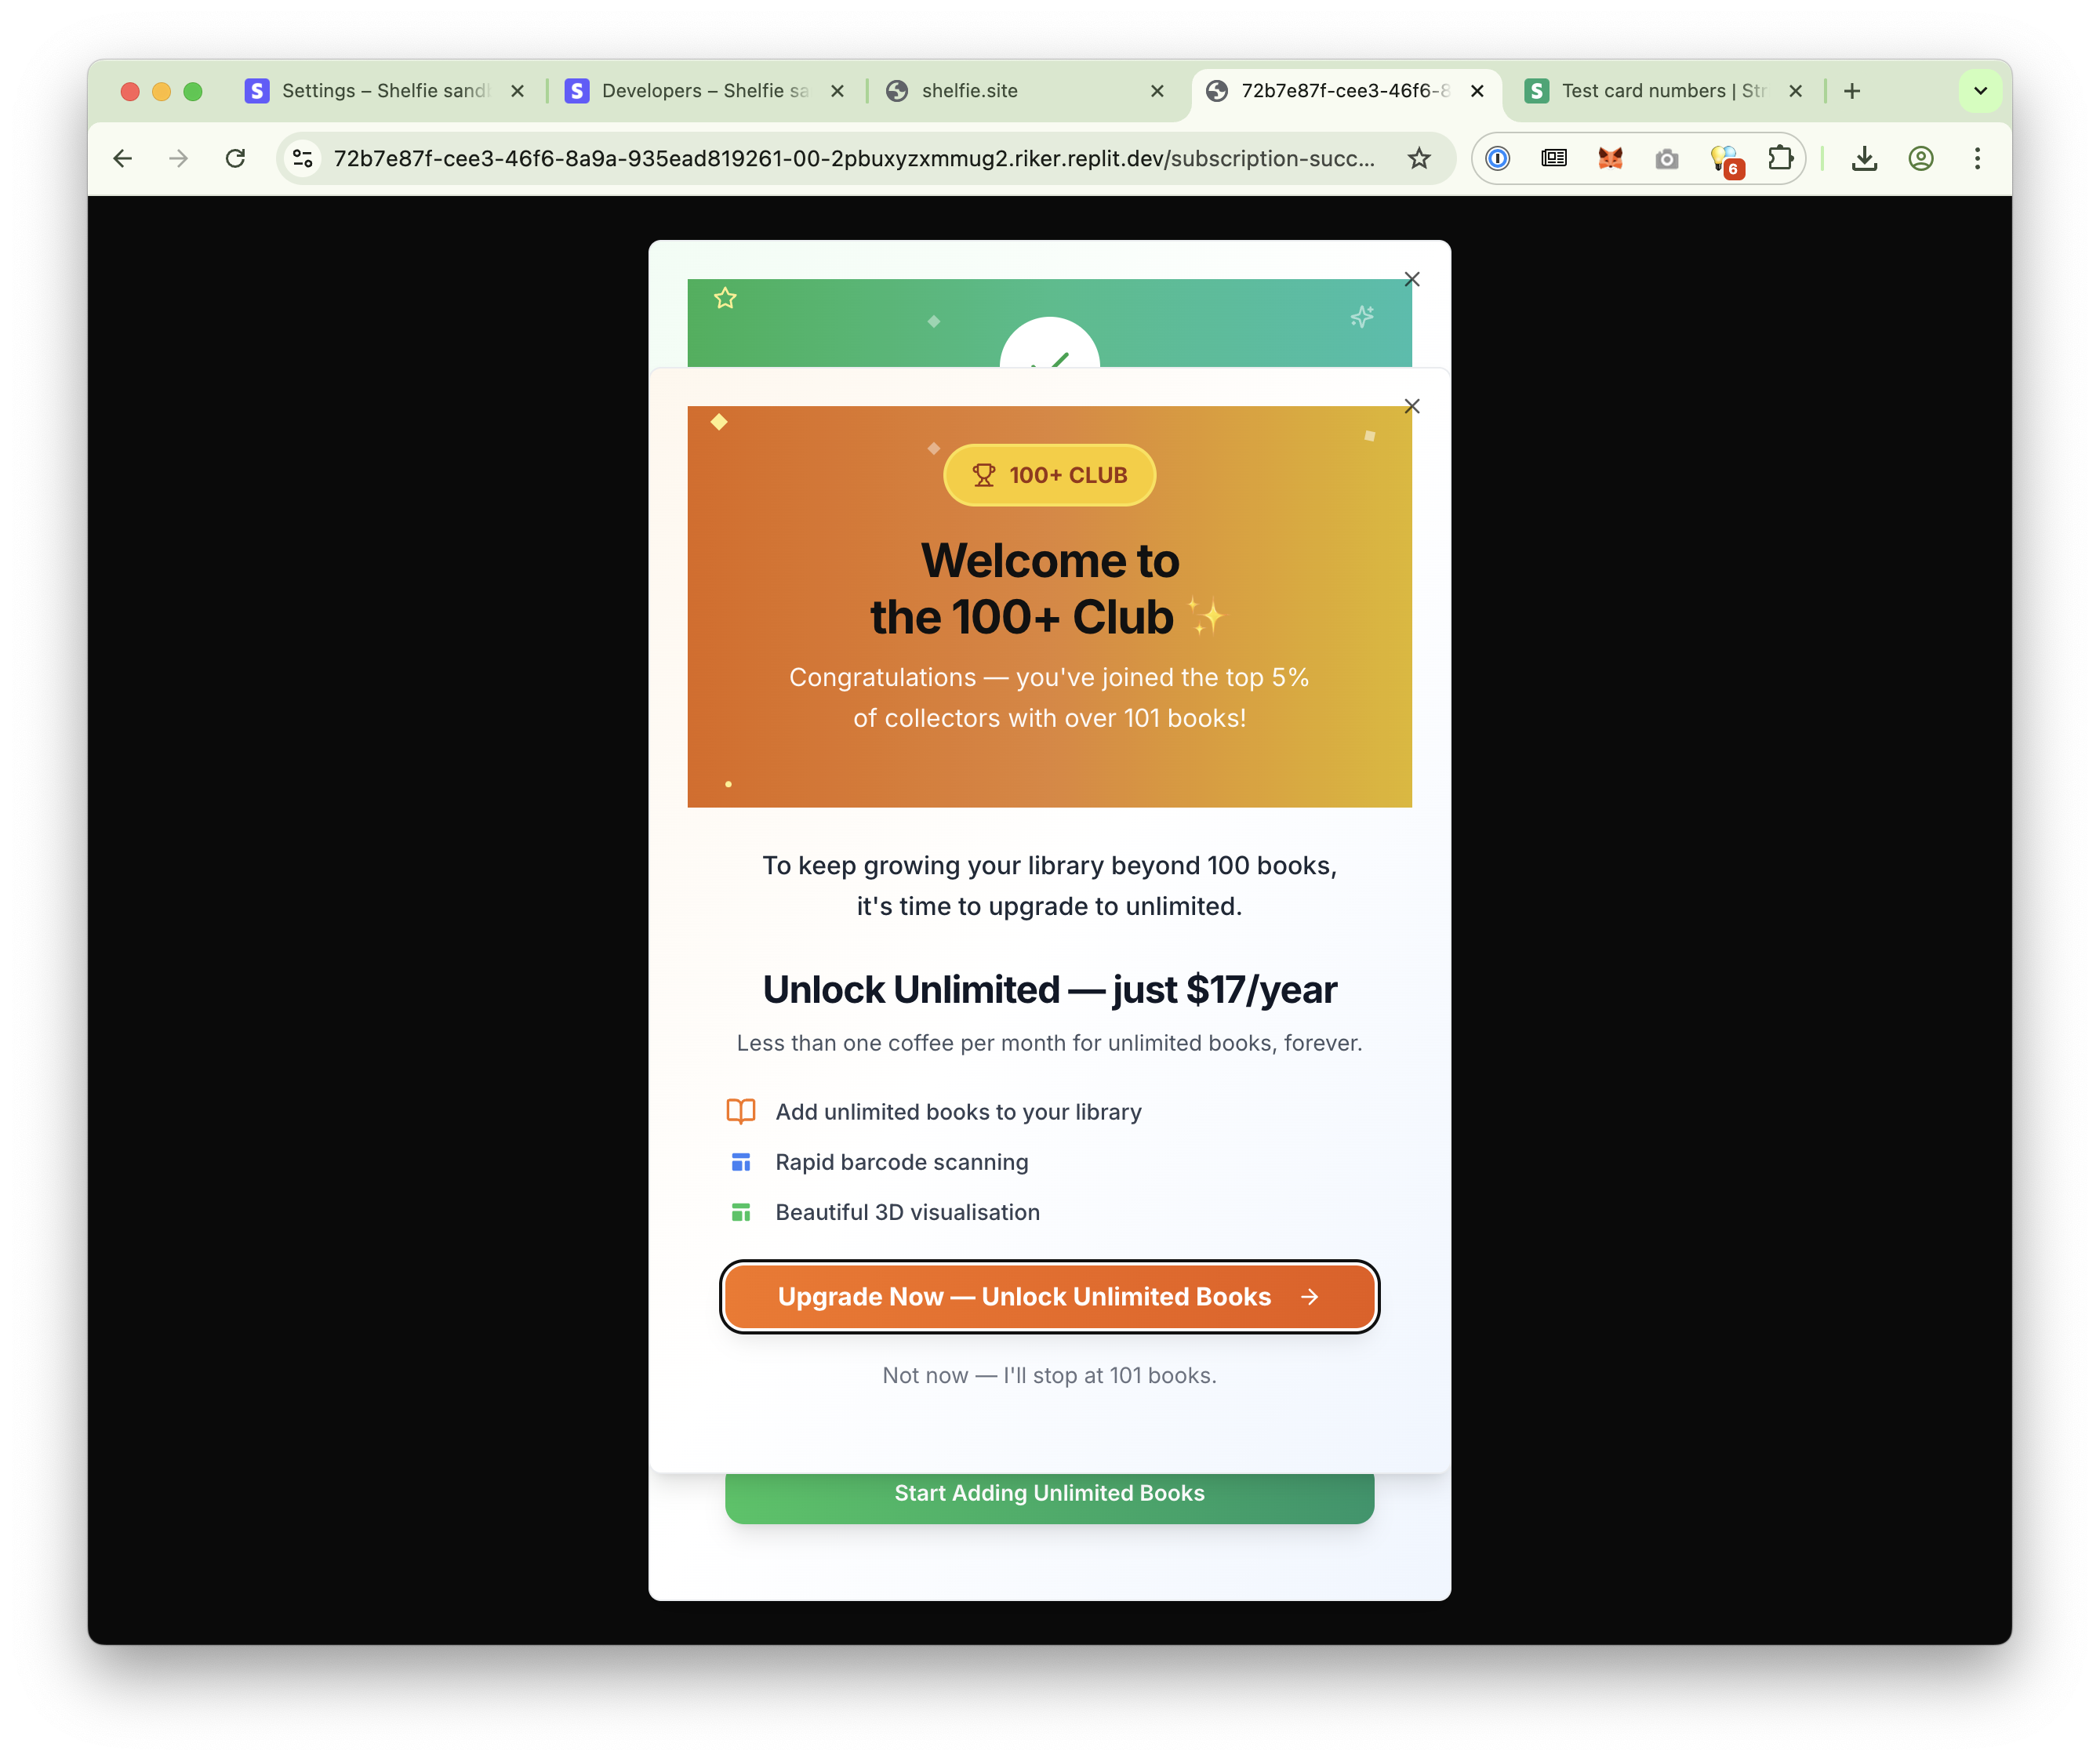 Settings – Shelfie sand
Developers – Shelfie sa
shelfie.site
72b7e87f-cee3-46f6-8
Test card numbers | Str
72b7e87f-cee3-46f6-8a9a-935ead819261-00-2pbuxyzxmmug2.riker.replit.dev/subscription-succ...
6
100+ CLUB
Welcome to
the 100+ Club ✨
Congratulations — you've joined the top 5%
of collectors with over 101 books!
To keep growing your library beyond 100 books,
it's time to upgrade to unlimited.
Unlock Unlimited — just $17/year
Less than one coffee per month for unlimited books, forever.
Add unlimited books to your library
Rapid barcode scanning
Beautiful 3D visualisation
Upgrade Now — Unlock Unlimited Books →
Not now — I'll stop at 101 books.
Start Adding Unlimited Books